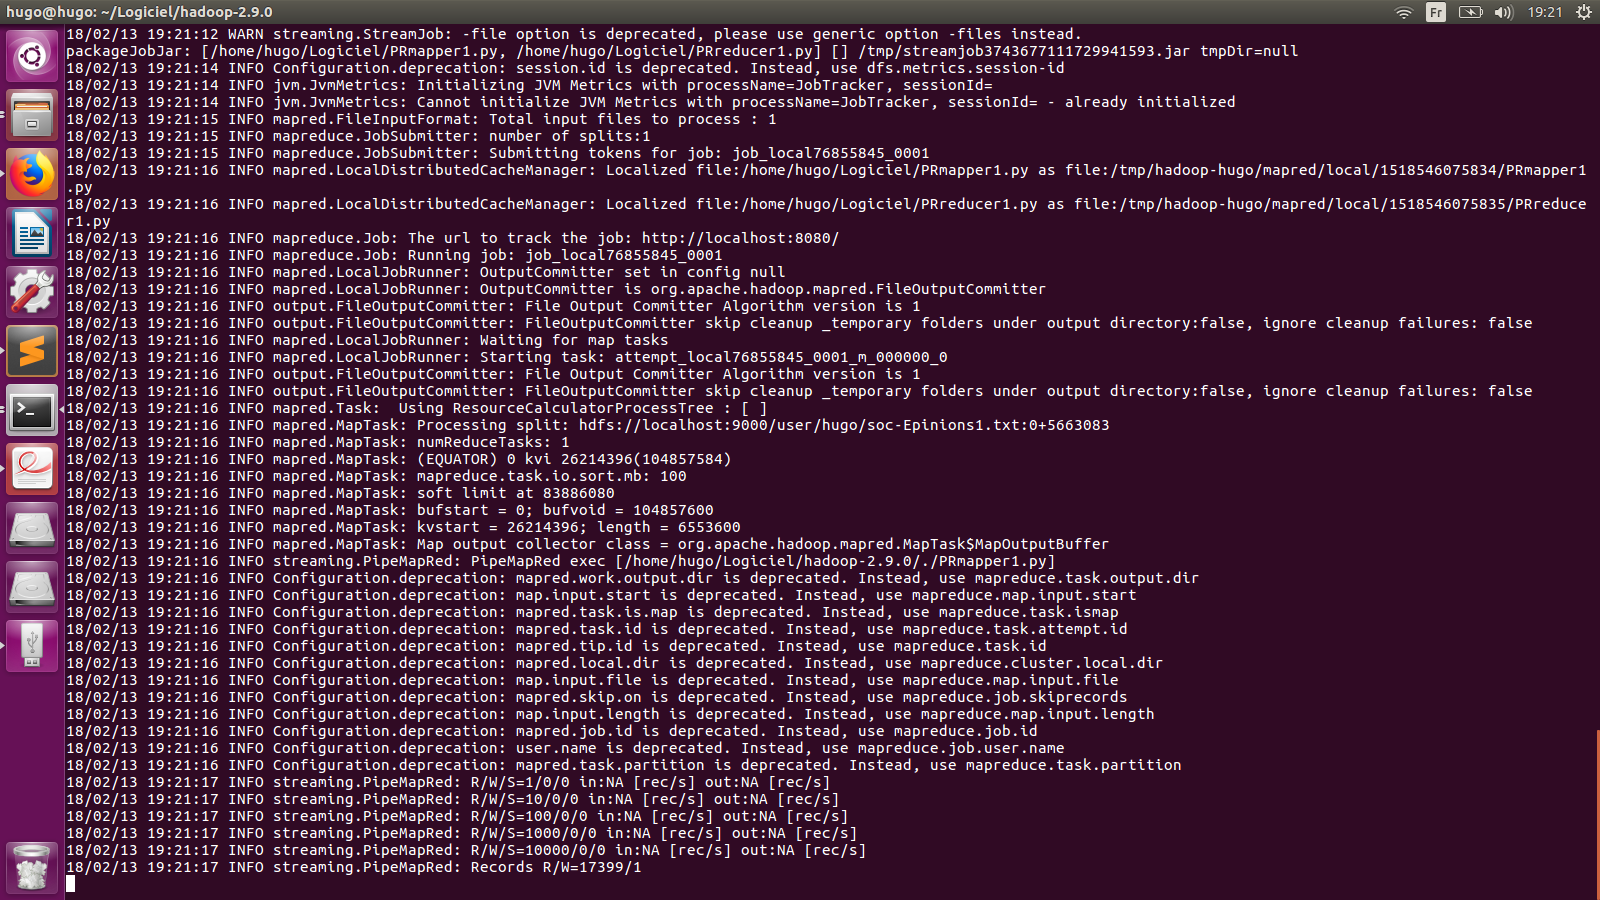 hugo@hugo: ~/Logiciel/hadoop-2.9.0
Fr
19:21
18/02/13 19:21:12 WARN streaming.StreamJob: -file option is deprecated, please use generic option -files instead.
packageJobJar: [/home/hugo/Logiciel/PRmapper1.py, /home/hugo/Logiciel/PRreducer1.py] [] /tmp/streamjob3743677111729941593.jar tmpDir=null
18/02/13 19:21:14 INFO Configuration.deprecation: session.id is deprecated. Instead, use dfs.metrics.session-id
18/02/13 19:21:14 INFO jvm.JvmMetrics: Initializing JVM Metrics with processName=JobTracker, sessionId=
18/02/13 19:21:14 INFO jvm.JvmMetrics: Cannot initialize JVM Metrics with processName=JobTracker, sessionId= - already initialized
18/02/13 19:21:15 INFO mapred.FileInputFormat: Total input files to process : 1
18/02/13 19:21:15 INFO mapreduce.JobSubmitter: number of splits:1
18/02/13 19:21:15 INFO mapreduce.JobSubmitter: Submitting tokens for job: job_local76855845_0001
18/02/13 19:21:16 INFO mapred.LocalDistributedCacheManager: Localized file:/home/hugo/Logiciel/PRmapper1.py as file:/tmp/hadoop-hugo/mapred/local/1518546075834/PRmapper1
.py
18/02/13 19:21:16 INFO mapred.LocalDistributedCacheManager: Localized file:/home/hugo/Logiciel/PRreducer1.py as file:/tmp/hadoop-hugo/mapred/local/1518546075835/PRreduce
r1.py
18/02/13 19:21:16 INFO mapreduce.Job: The url to track the job: http://localhost:8080/
18/02/13 19:21:16 INFO mapreduce.Job: Running job: job_local76855845_0001
18/02/13 19:21:16 INFO mapred.LocalJobRunner: OutputCommitter set in config null
18/02/13 19:21:16 INFO mapred.LocalJobRunner: OutputCommitter is org.apache.hadoop.mapred.FileOutputCommitter
18/02/13 19:21:16 INFO output.FileOutputCommitter: File Output Committer Algorithm version is 1
18/02/13 19:21:16 INFO output.FileOutputCommitter: FileOutputCommitter skip cleanup _temporary folders under output directory:false, ignore cleanup failures: false
18/02/13 19:21:16 INFO mapred.LocalJobRunner: Waiting for map tasks
18/02/13 19:21:16 INFO mapred.LocalJobRunner: Starting task: attempt_local76855845_0001_m_000000_0
18/02/13 19:21:16 INFO output.FileOutputCommitter: File Output Committer Algorithm version is 1
18/02/13 19:21:16 INFO output.FileOutputCommitter: FileOutputCommitter skip cleanup _temporary folders under output directory:false, ignore cleanup failures: false
18/02/13 19:21:16 INFO mapred.Task:  Using ResourceCalculatorProcessTree : [ ]
18/02/13 19:21:16 INFO mapred.MapTask: Processing split: hdfs://localhost:9000/user/hugo/soc-Epinions1.txt:0+5663083
18/02/13 19:21:16 INFO mapred.MapTask: numReduceTasks: 1
18/02/13 19:21:16 INFO mapred.MapTask: (EQUATOR) 0 kvi 26214396(104857584)
18/02/13 19:21:16 INFO mapred.MapTask: mapreduce.task.io.sort.mb: 100
18/02/13 19:21:16 INFO mapred.MapTask: soft limit at 83886080
18/02/13 19:21:16 INFO mapred.MapTask: bufstart = 0; bufvoid = 104857600
18/02/13 19:21:16 INFO mapred.MapTask: kvstart = 26214396; length = 6553600
18/02/13 19:21:16 INFO mapred.MapTask: Map output collector class = org.apache.hadoop.mapred.MapTask$MapOutputBuffer
18/02/13 19:21:16 INFO streaming.PipeMapRed: PipeMapRed exec [/home/hugo/Logiciel/hadoop-2.9.0/./PRmapper1.py]
18/02/13 19:21:16 INFO Configuration.deprecation: mapred.work.output.dir is deprecated. Instead, use mapreduce.task.output.dir
18/02/13 19:21:16 INFO Configuration.deprecation: map.input.start is deprecated. Instead, use mapreduce.map.input.start
18/02/13 19:21:16 INFO Configuration.deprecation: mapred.task.is.map is deprecated. Instead, use mapreduce.task.ismap
18/02/13 19:21:16 INFO Configuration.deprecation: mapred.task.id is deprecated. Instead, use mapreduce.task.attempt.id
18/02/13 19:21:16 INFO Configuration.deprecation: mapred.tip.id is deprecated. Instead, use mapreduce.task.id
18/02/13 19:21:16 INFO Configuration.deprecation: mapred.local.dir is deprecated. Instead, use mapreduce.cluster.local.dir
18/02/13 19:21:16 INFO Configuration.deprecation: map.input.file is deprecated. Instead, use mapreduce.map.input.file
18/02/13 19:21:16 INFO Configuration.deprecation: mapred.skip.on is deprecated. Instead, use mapreduce.job.skiprecords
18/02/13 19:21:16 INFO Configuration.deprecation: map.input.length is deprecated. Instead, use mapreduce.map.input.length
18/02/13 19:21:16 INFO Configuration.deprecation: mapred.job.id is deprecated. Instead, use mapreduce.job.id
18/02/13 19:21:16 INFO Configuration.deprecation: user.name is deprecated. Instead, use mapreduce.job.user.name
18/02/13 19:21:16 INFO Configuration.deprecation: mapred.task.partition is deprecated. Instead, use mapreduce.task.partition
18/02/13 19:21:17 INFO streaming.PipeMapRed: R/W/S=1/0/0 in:NA [rec/s] out:NA [rec/s]
18/02/13 19:21:17 INFO streaming.PipeMapRed: R/W/S=10/0/0 in:NA [rec/s] out:NA [rec/s]
18/02/13 19:21:17 INFO streaming.PipeMapRed: R/W/S=100/0/0 in:NA [rec/s] out:NA [rec/s]
18/02/13 19:21:17 INFO streaming.PipeMapRed: R/W/S=1000/0/0 in:NA [rec/s] out:NA [rec/s]
18/02/13 19:21:17 INFO streaming.PipeMapRed: R/W/S=10000/0/0 in:NA [rec/s] out:NA [rec/s]
18/02/13 19:21:17 INFO streaming.PipeMapRed: Records R/W=17399/1